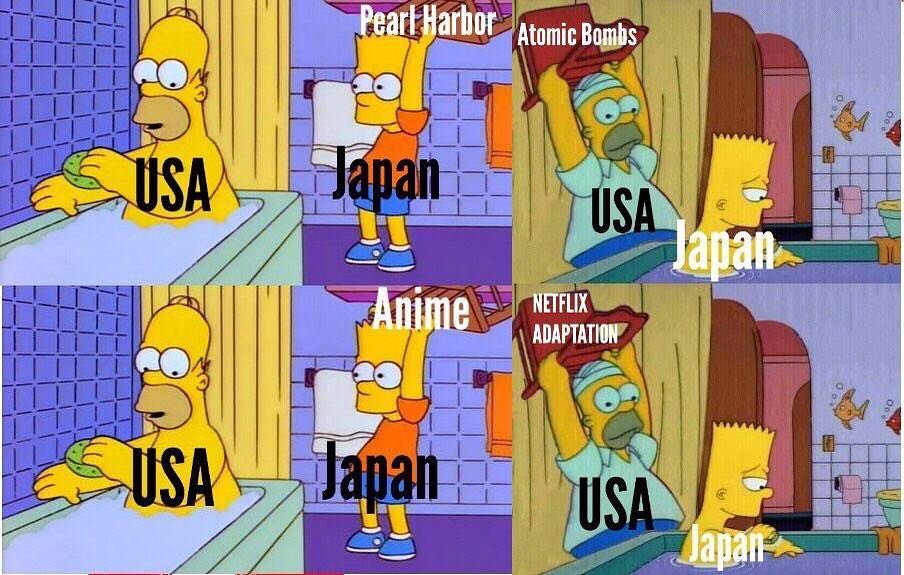 Pearl Harbor
USA
Japan
Atomic Bombs
USA
Japan
Anime
USA
Japan
NETFLIX
ADAPTATION
USA
Japan